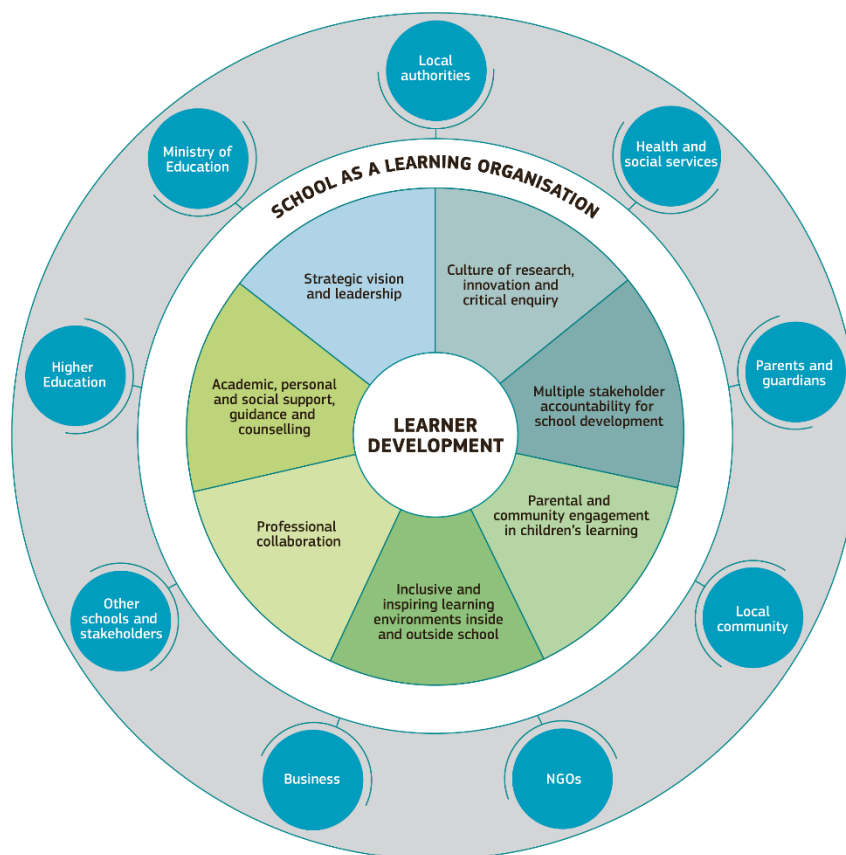 Local
authorities
Health and
social services
Parents and
guardians
Local
community
NGOs
Business
Other
schools and
stakeholders
Higher
Education
Ministry of
Education
SCHOOL AS A LEARNING ORGANISATION
Strategic vision
and leadership
Culture of research,
innovation and
critical enquiry
Multiple stakeholder
accountability for
school development
Parental and
community engagement
in children's learning
Inclusive and
inspiring learning
environments inside
and outside school
Professional
collaboration
Academic, personal
and social support,
guidance and
counselling
LEARNER
DEVELOPMENT